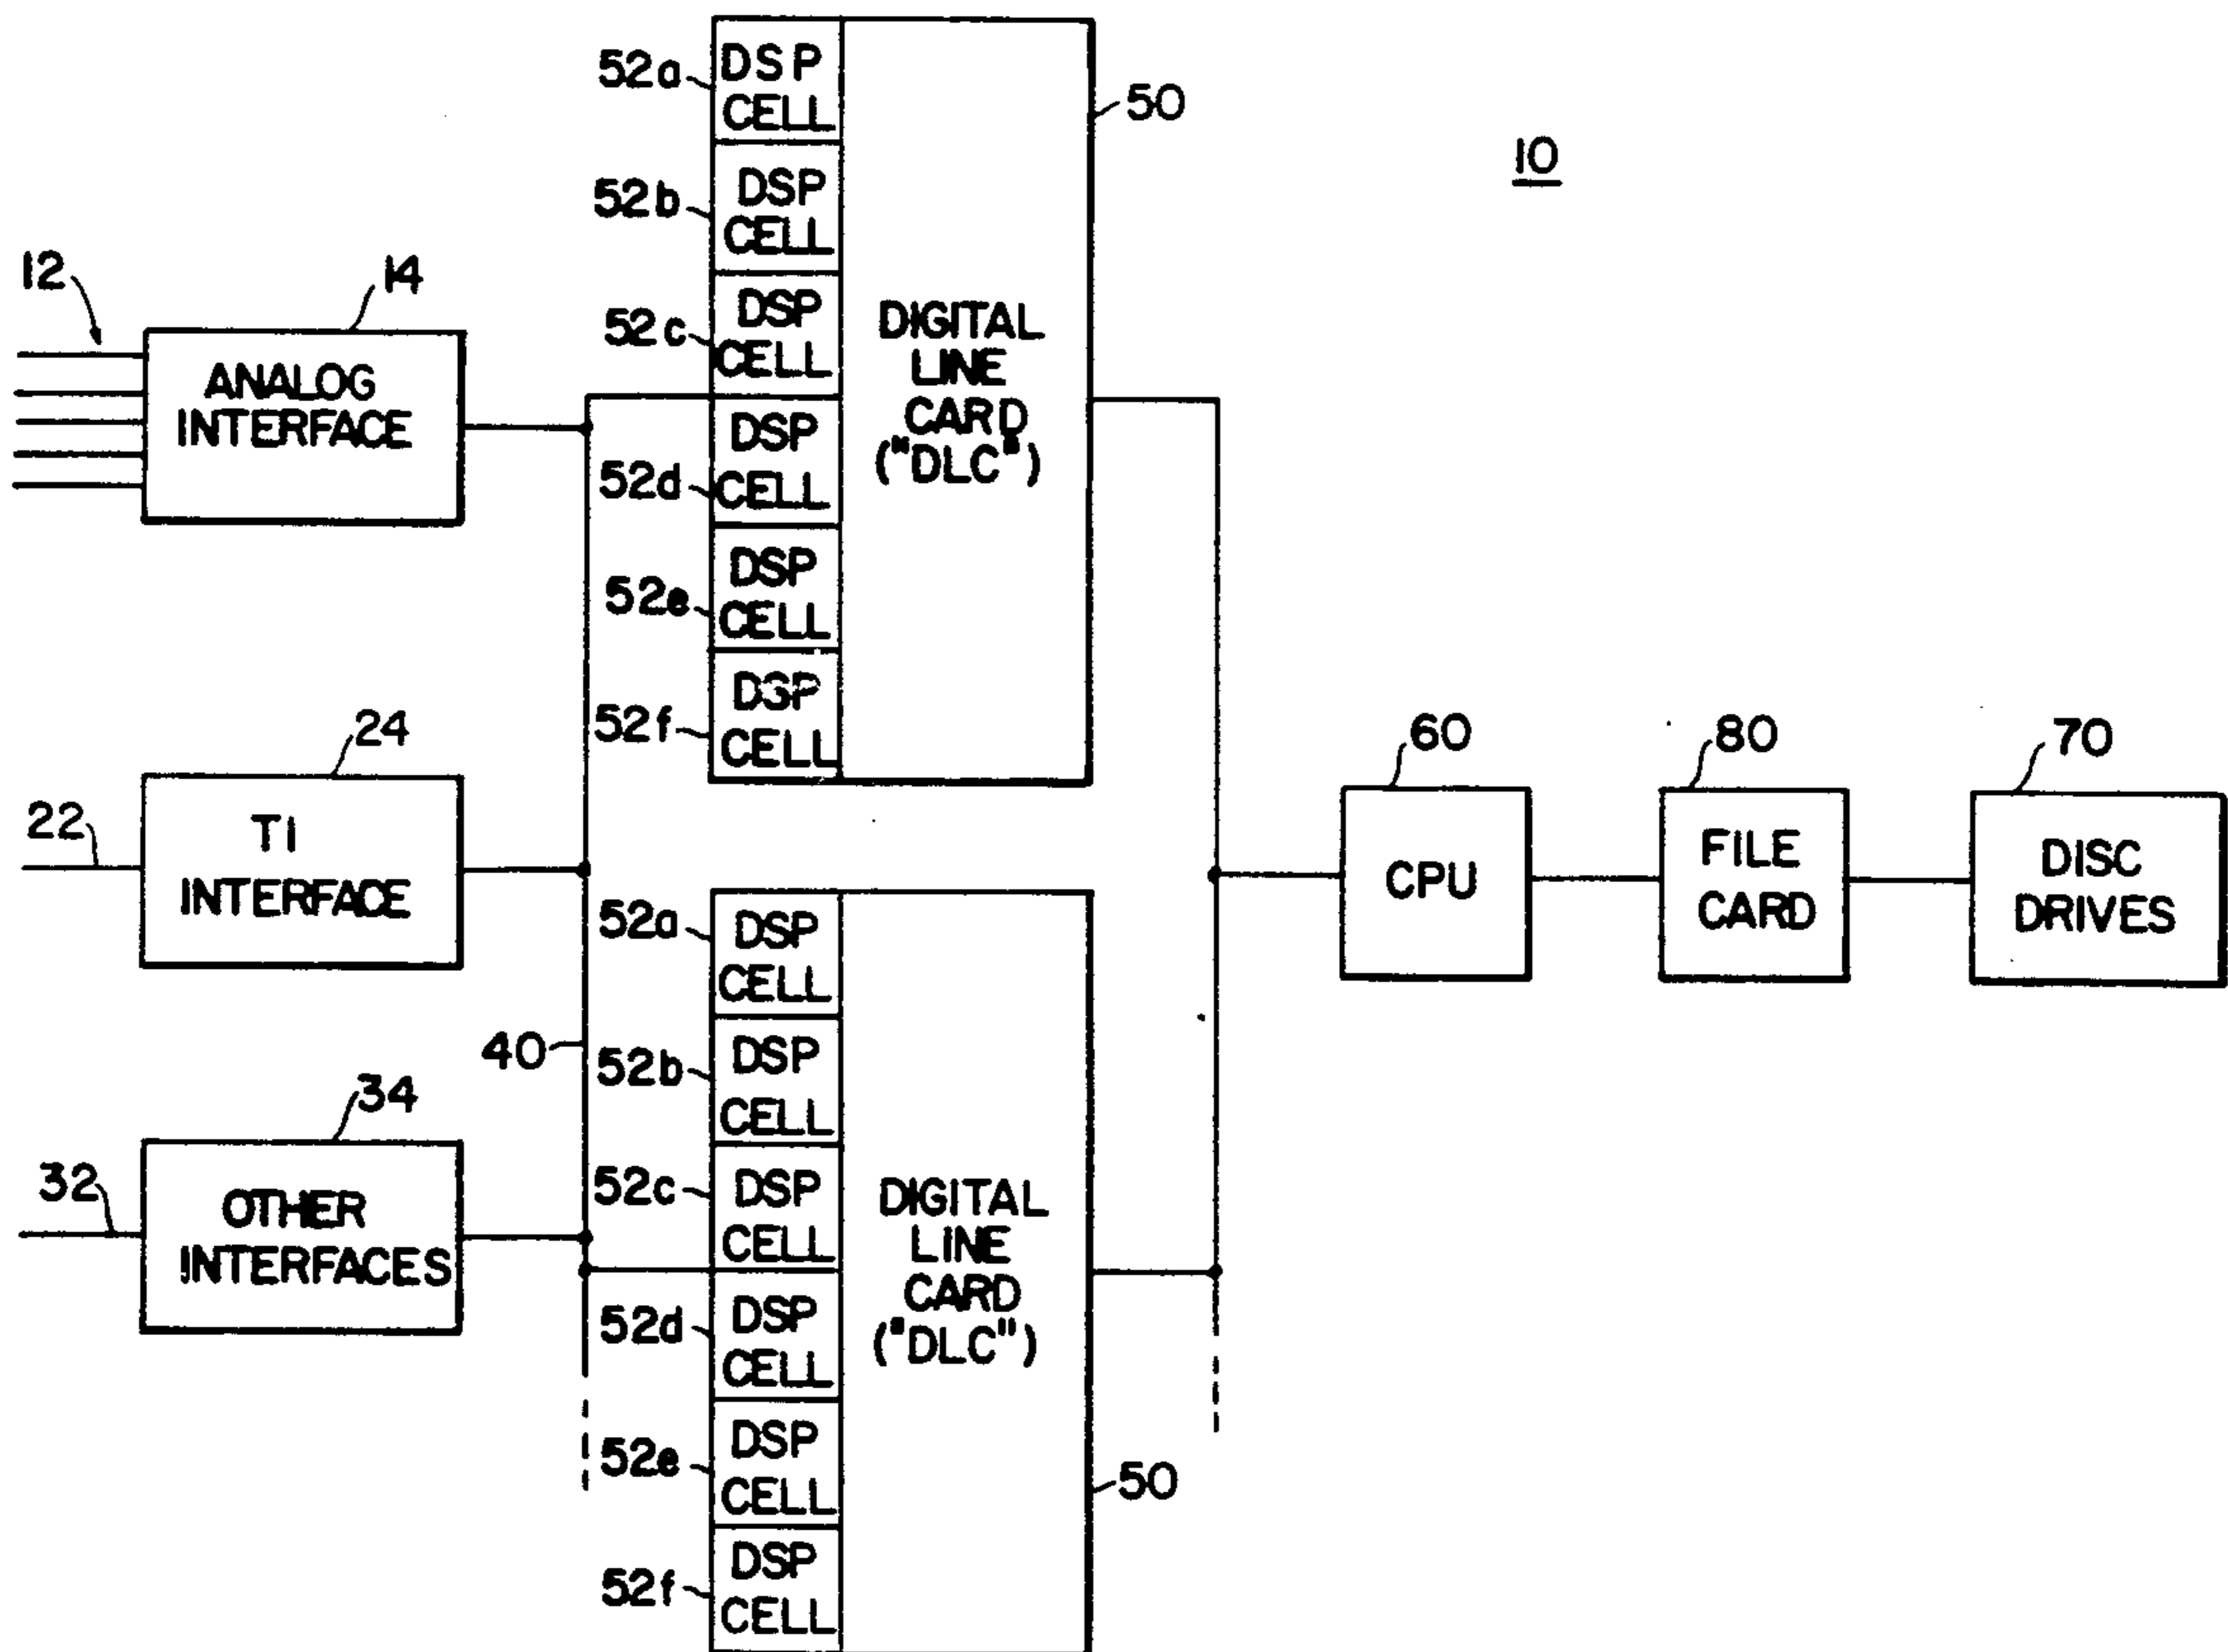 10
12
14
ANALOG
INTERFACE
22
24
T1
INTERFACE
32
34
OTHER
INTERFACES
40
52a
DSP
CELL
52b
DSP
CELL
52c
DSP
CELL
52d
DSP
CELL
52e
DSP
CELL
52f
DSP
CELL
DIGITAL
LINE
CARD
("DLC")
50
52a
DSP
CELL
52b
DSP
CELL
52c
DSP
CELL
52d
DSP
CELL
52e
DSP
CELL
52f
DSP
CELL
DIGITAL
LINE
CARD
("DLC")
50
60
CPU
80
FILE
CARD
70
DISC
DRIVES